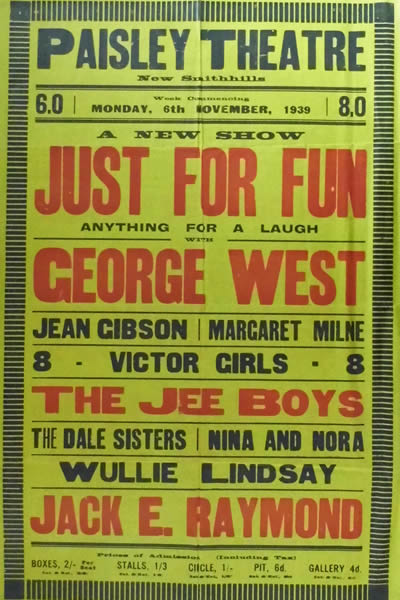 PAISLEY THEATRE
New Smithhills
Week Commencing
6.0 | MONDAY, 6th NOVEMBER, 1939 | 8.0
A NEW SHOW
JUST FOR FUN
ANYTHING FOR A LAUGH
WITH
GEORGE WEST
JEAN GIBSON | MARGARET MILNE
8 - VICTOR GIRLS - 8
THE JEE BOYS
THE DALE SISTERS | NINA AND NORA
WULLIE LINDSAY
JACK E. RAYMOND
Prices of Admission (Including Tax)
BOXES, 2/- Per Seat STALLS, 1/3 CIRCLE, 1/- PIT, 6d. GALLERY 4d.